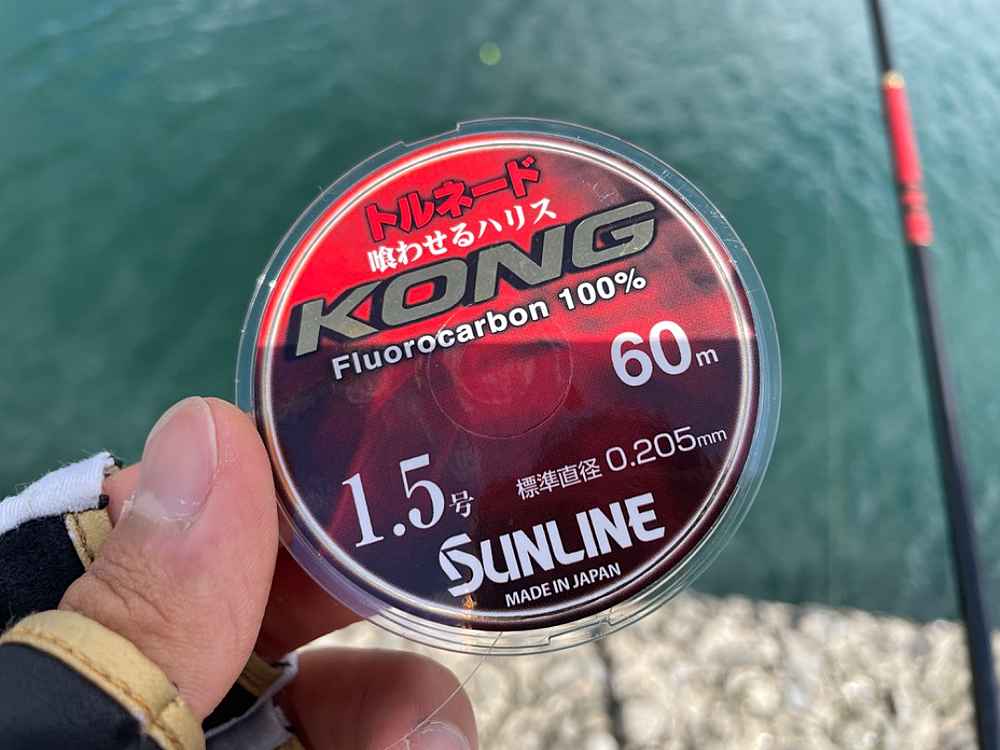 トルネード
喰わせるハリス
KONG
Fluorocarbon 100%
60m
1.5号
標準直径 0.205mm
SUNLINE
MADE IN JAPAN